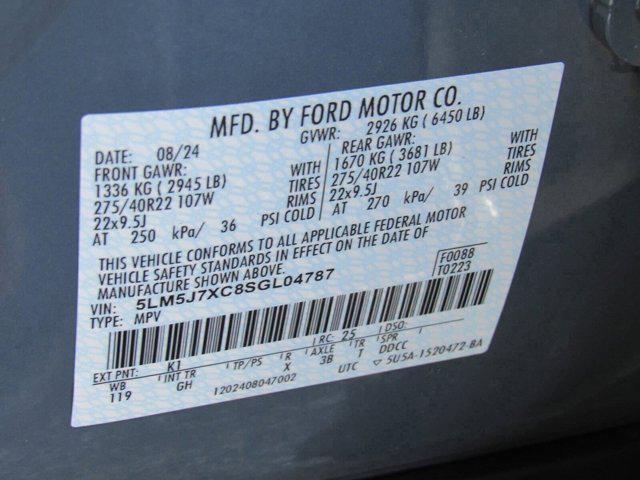 MFD. BY FORD MOTOR CO.
DATE: 08/24 GVWR: 2926 KG ( 6450 LB)
FRONT GAWR: WITH REAR GAWR: WITH
1336 KG ( 2945 LB) TIRES 1670 KG ( 3681 LB) TIRES
275/40R22 107W RIMS 275/40R22 107W RIMS
22x9.5J PSI COLD 22x9.5J PSI COLD
AT 250 kPa/ 36 AT 270 kPa/ 39
THIS VEHICLE CONFORMS TO ALL APPLICABLE FEDERAL MOTOR
VEHICLE SAFETY STANDARDS IN EFFECT ON THE DATE OF
MANUFACTURE SHOWN ABOVE.
VIN: 5LM5J7XC8SGL04787 F0088
TYPE: MPV T0223
EXT PNT: K1 RC: 25 DSO:
WB INT TR TP/PS R AXLE TR SPR
119 GH X 3B T DDCC
1202408047002 UTC 5U5A-1520472-BA